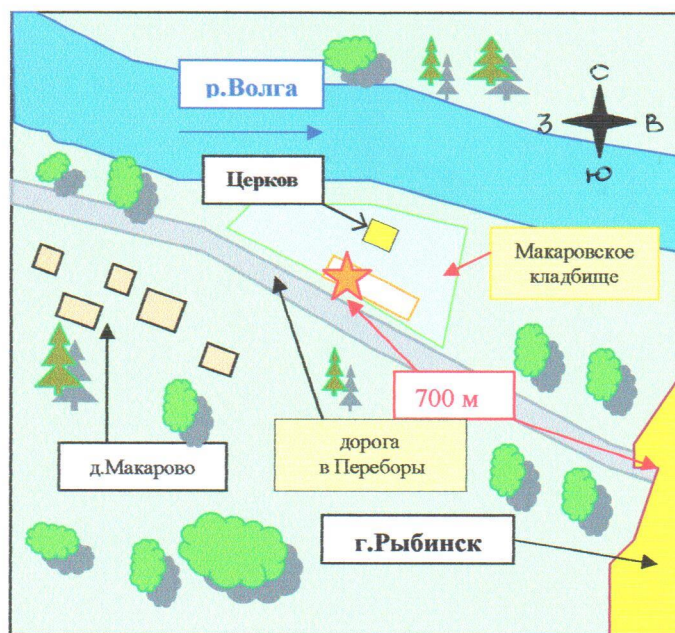 р.Волга
С
З
В
Ю
Церков
Макаровское
кладбище
700 м
д.Макарово
дорога
в Переборы
г.Рыбинск